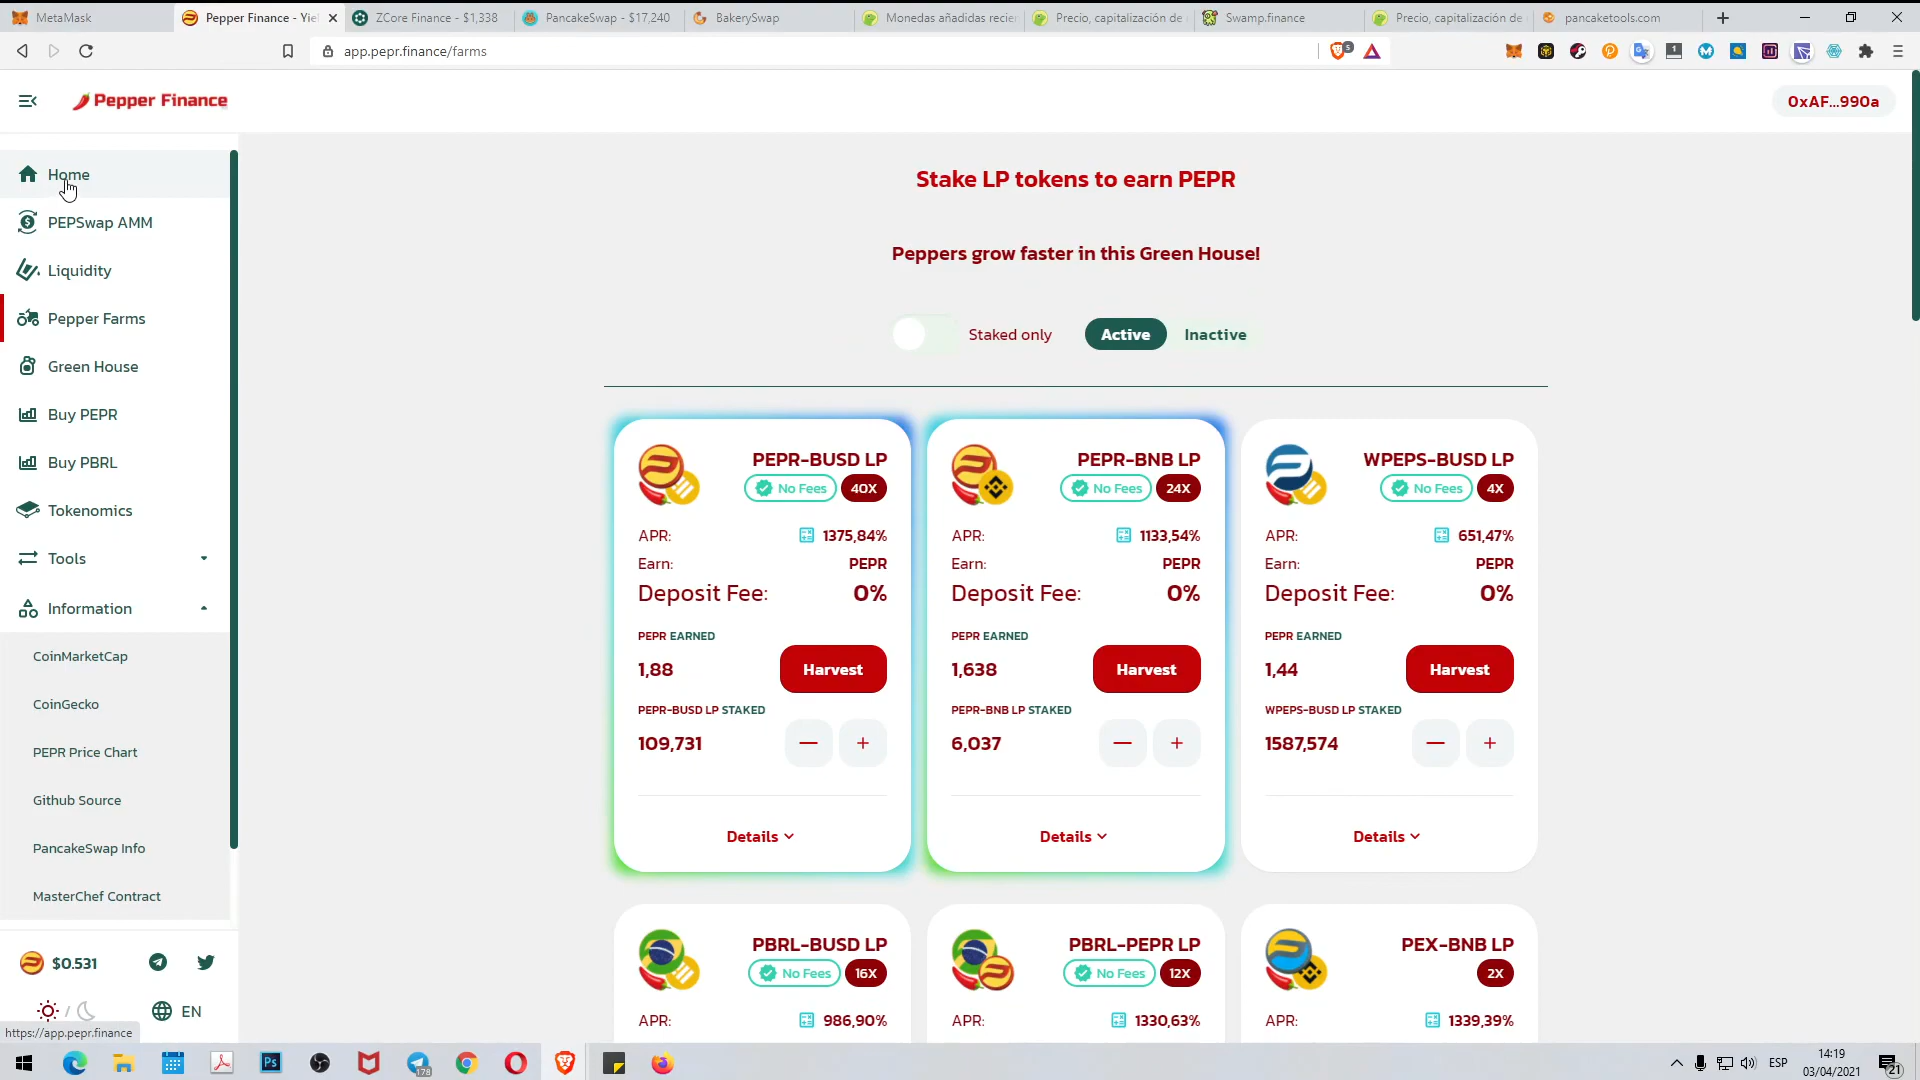 MetaMask
Pepper Finance - Yiel
ZCore Finance - $1,338
PancakeSwap - $17,240
BakerySwap
Monedas añadidas recien
Precio, capitalización de
Swamp.finance
Precio, capitalización de
pancaketools.com
app.pepr.finance/farms
5
1
Pepper Finance
0xAF...990a
Home
PEPSwap AMM
Liquidity
Pepper Farms
Green House
Buy PEPR
Buy PBRL
Tokenomics
Tools
Information
CoinMarketCap
CoinGecko
PEPR Price Chart
Github Source
PancakeSwap Info
MasterChef Contract
$0.531
/
EN
https://app.pepr.finance
Stake LP tokens to earn PEPR
Peppers grow faster in this Green House!
Staked only
Active
Inactive
PEPR-BUSD LP
No Fees
40X
APR:
1375,84%
Earn:
PEPR
Deposit Fee:
0%
PEPR EARNED
1,88
Harvest
PEPR-BUSD LP STAKED
109,731
Details
PEPR-BNB LP
No Fees
24X
APR:
1133,54%
Earn:
PEPR
Deposit Fee:
0%
PEPR EARNED
1,638
Harvest
PEPR-BNB LP STAKED
6,037
Details
WPEPS-BUSD LP
No Fees
4X
APR:
651,47%
Earn:
PEPR
Deposit Fee:
0%
PEPR EARNED
1,44
Harvest
WPEPS-BUSD LP STAKED
1587,574
Details
PBRL-BUSD LP
No Fees
16X
APR:
986,90%
PBRL-PEPR LP
No Fees
12X
APR:
1330,63%
PEX-BNB LP
2X
APR:
1339,39%
Ps
178
ESP
14:19
03/04/2021
21